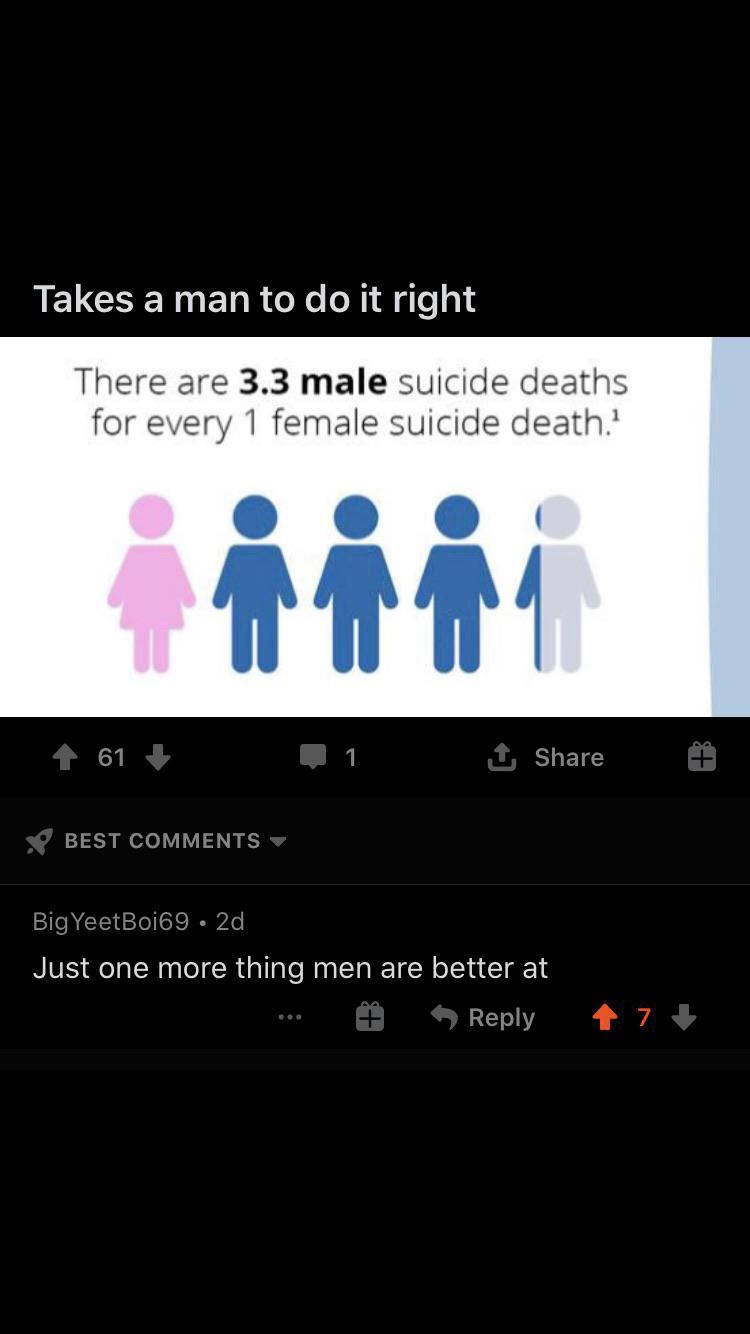 Takes a man to do it right
There are 3.3 male suicide deaths
for every 1 female suicide death.¹
61
1
Share
BEST COMMENTS
BigYeetBoi69 • 2d
Just one more thing men are better at
Reply
7